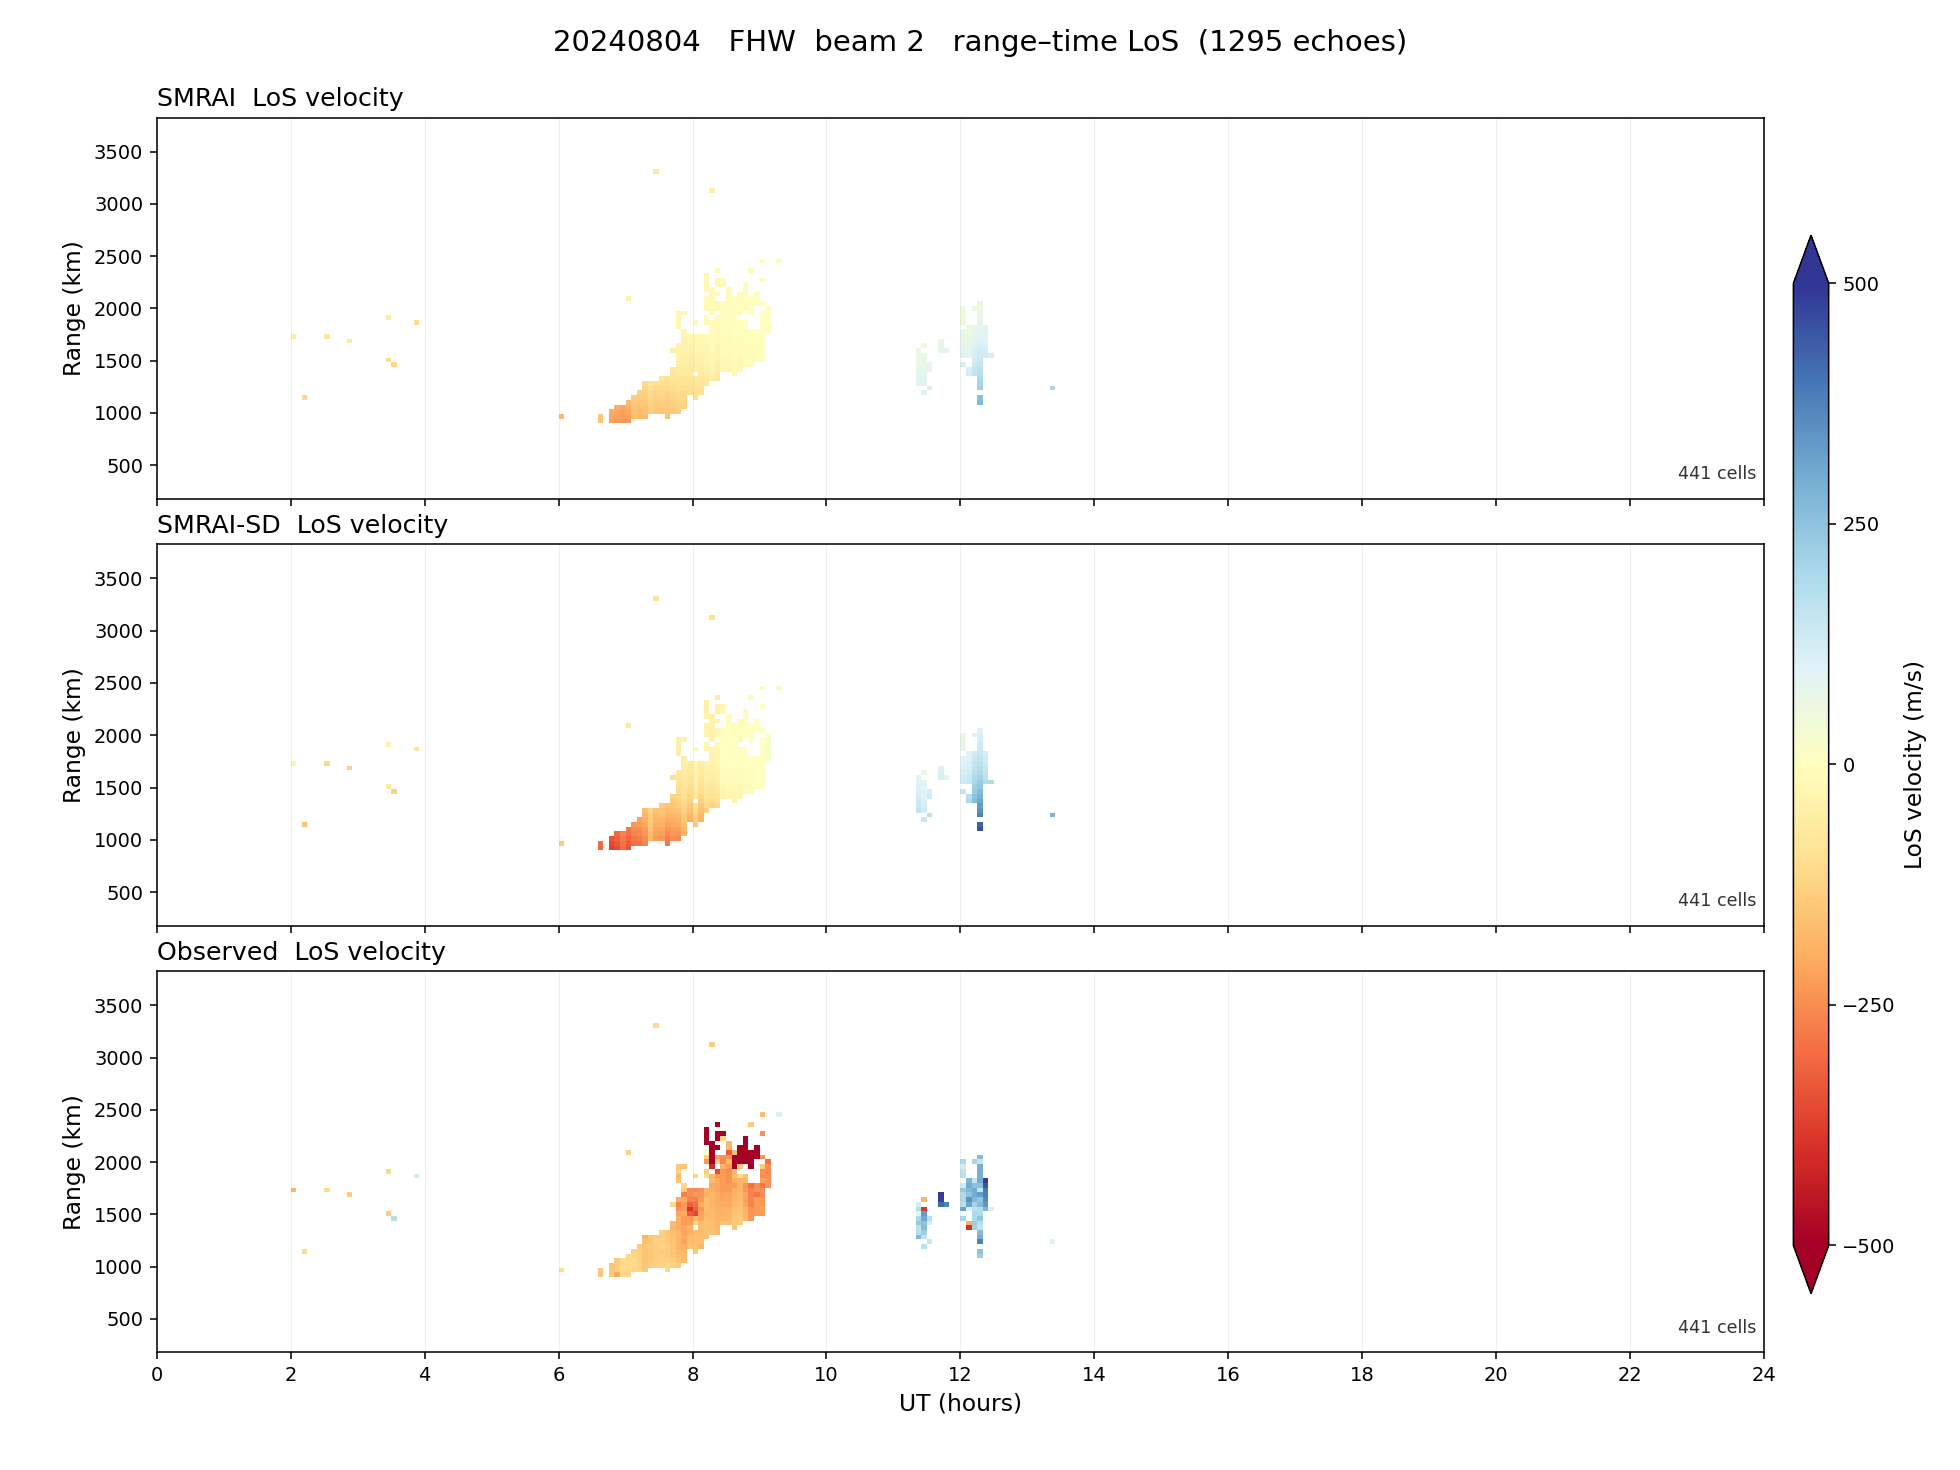 20240804   FHW  beam 2   range–time LoS  (1295 echoes)
SMRAI  LoS velocity
3500
3000
2500
2000
1500
1000
500
Range (km)
441 cells
SMRAI-SD  LoS velocity
3500
3000
2500
2000
1500
1000
500
Range (km)
441 cells
Observed  LoS velocity
3500
3000
2500
2000
1500
1000
500
Range (km)
441 cells
0 2 4 6 8 10 12 14 16 18 20 22 24
UT (hours)
500
250
0
−250
−500
LoS velocity (m/s)